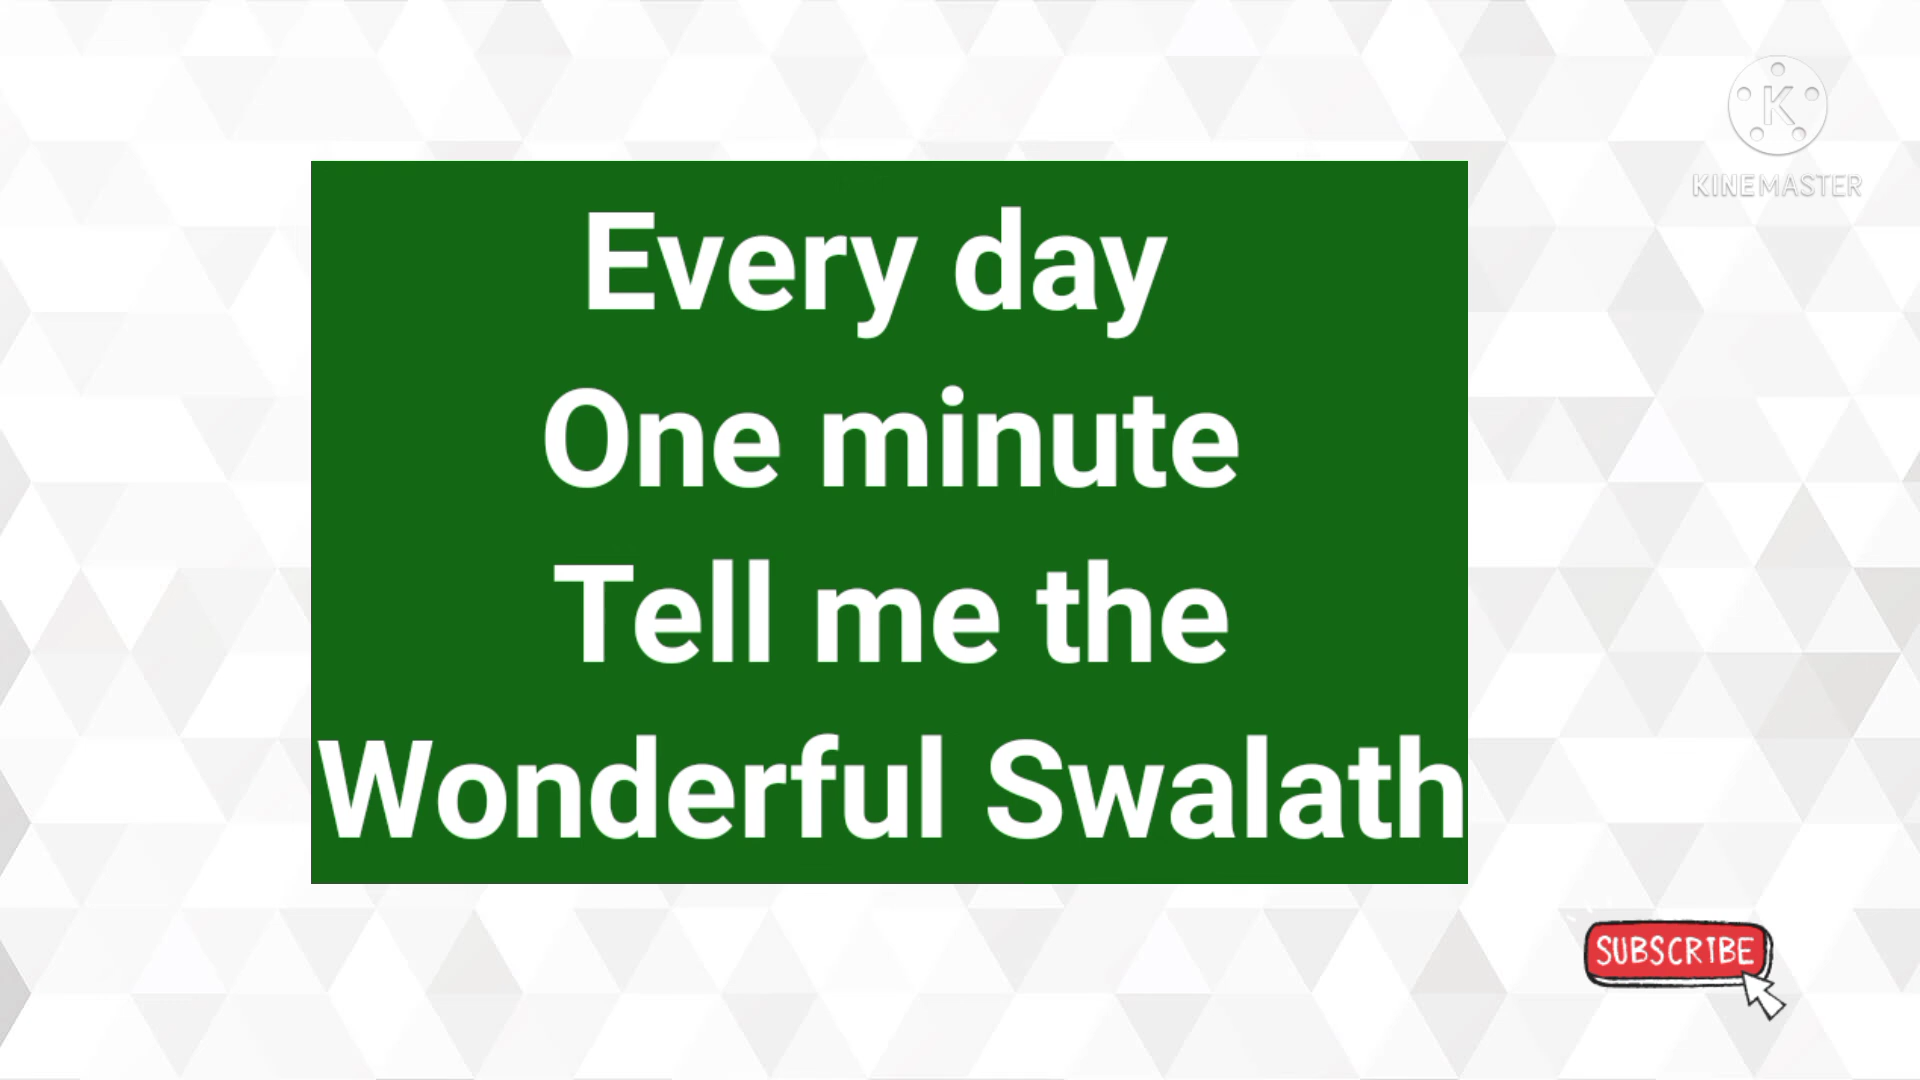 K
KINEMASTER
Every day
One minute
Tell me the
Wonderful Swalath
SUBSCRIBE